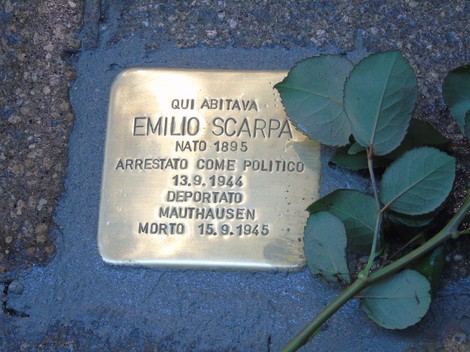 QUI ABITAVA
EMILIO SCARPA
NATO 1895
ARRESTATO COME POLITICO
13.9.1944
DEPORTATO
MAUTHAUSEN
MORTO 15.9.1945